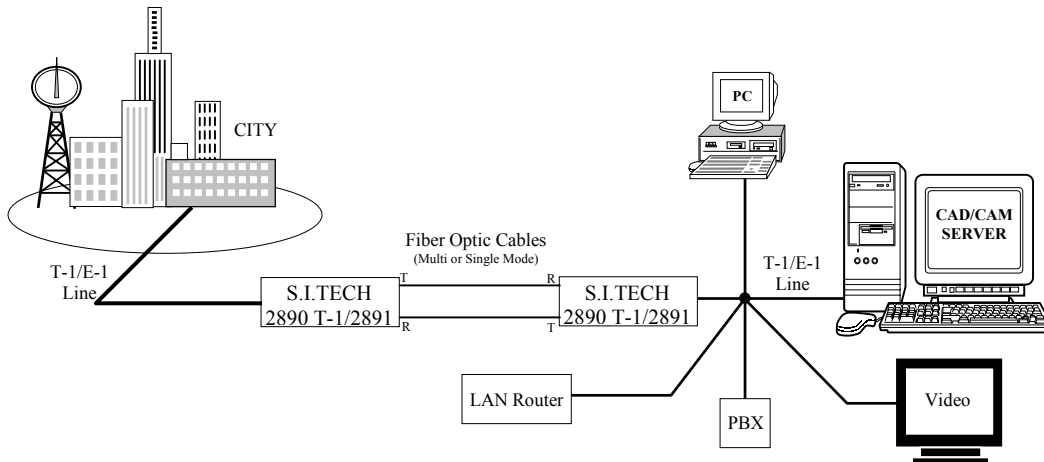 PC
CITY
CAD/CAM
SERVER
Fiber Optic Cables
(Multi or Single Mode)
T-1/E-1
Line
T-1/E-1
Line
T
R
S.I.TECH
2890 T-1/2891
S.I.TECH
2890 T-1/2891
R
T
LAN Router
PBX
Video